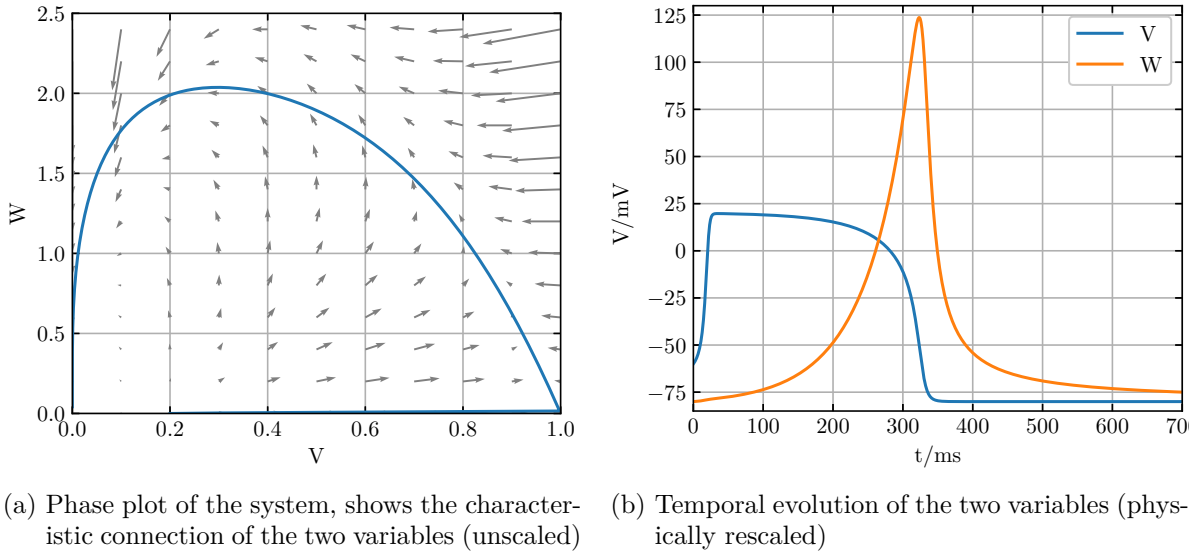 2.5
2.0
1.5
1.0
0.5
0.0
W
0.0 0.2 0.4 0.6 0.8 1.0
V
125
100
75
50
25
0
−25
−50
−75
V/mV
V
W
0 100 200 300 400 500 600 700
t/ms
(a) Phase plot of the system, shows the character-
istic connection of the two variables (unscaled)
(b) Temporal evolution of the two variables (phys-
ically rescaled)